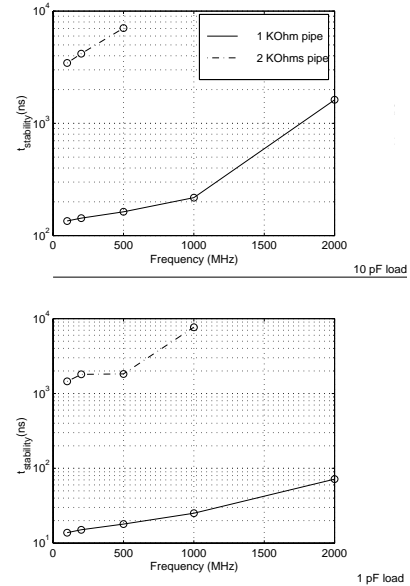 10^4
10^3
10^2
t_stability(ns)
1 KOhm pipe
2 KOhms pipe
0 500 1000 1500 2000
Frequency (MHz)
10 pF load
10^4
10^3
10^2
10^1
t_stability(ns)
0 500 1000 1500 2000
Frequency (MHz)
1 pF load